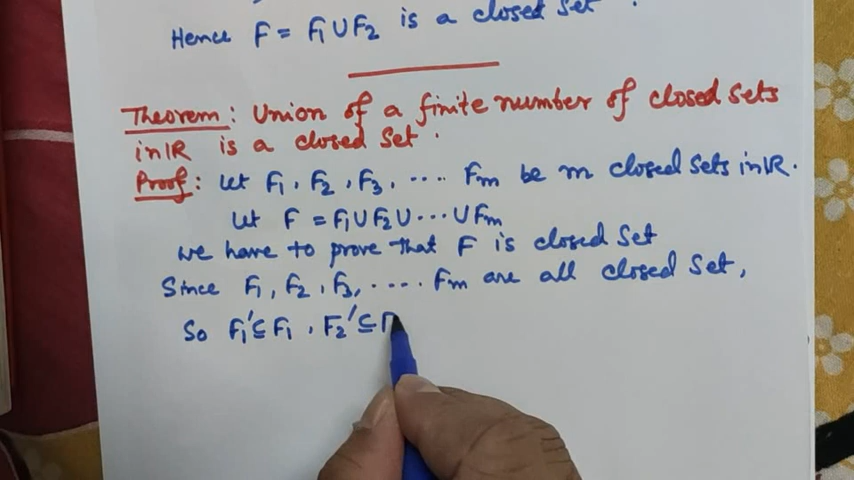 Hence F = F₁ ∪ F₂ is a closed set .
Theorem : Union of a finite number of closed sets
in ℝ is a closed set .
Proof : Let F₁ , F₂ , F₃ , .... Fₘ be m closed sets in ℝ .
Let F = F₁ ∪ F₂ ∪ ... ∪ Fₘ
we have to prove that F is closed set
Since F₁ , F₂ , F₃ , ..... Fₘ are all closed set ,
So F₁′ ⊆ F₁ , F₂′ ⊆